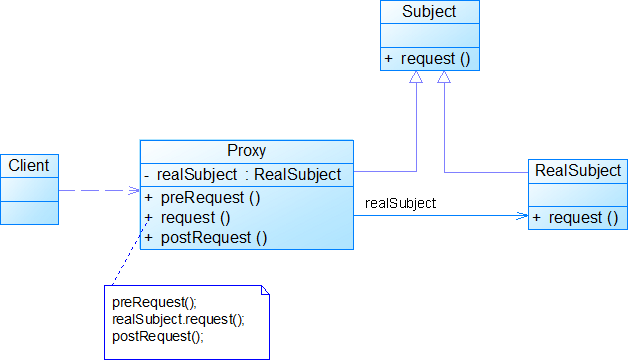 Subject
+ request ()
Client
Proxy
- realSubject : RealSubject
+ preRequest ()
+ request ()
+ postRequest ()
realSubject
RealSubject
+ request ()
preRequest();
realSubject.request();
postRequest();